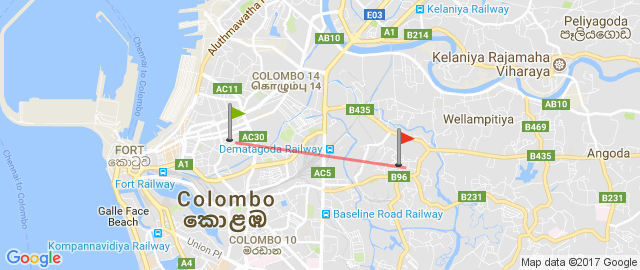 Kelaniya Railway
E03
B214
Peliyagoda
පෑලියගොඩ
A1
AB10
Aluthmawatha
Kelaniya Rajamaha
Viharaya
Chennai to Colombo
COLOMBO 14
கொழும்பு 14
AC11
AB10
B435
Wellampitiya
B469
AC30
FORT
කොටුව
Dematagoda Railway
B435
Angoda
A1
AC5
Fort Railway
B96
Chennai to Colombo
Colombo
කොළඹ
B231
B231
Galle Face
Beach
Baseline Road Railway
Kompannavidiya Railway
Union Pl
COLOMBO 10
මරදාන
A4
Google
Map data ©2017 Google